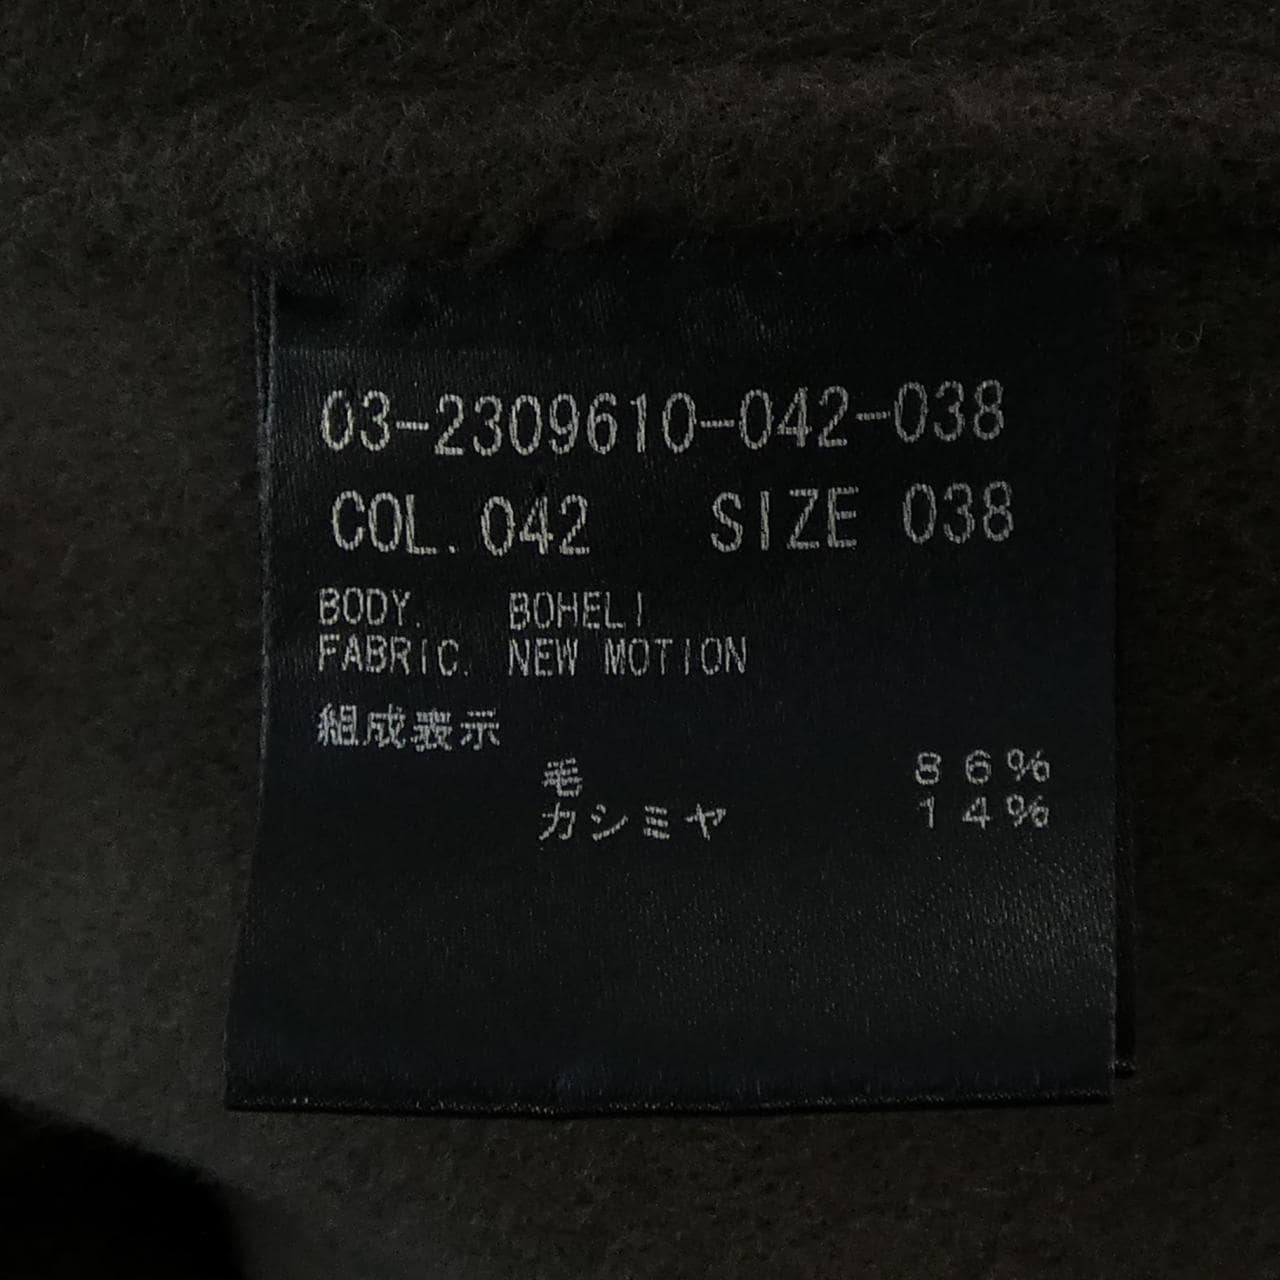 03-2309610-042-038
COL. 042 SIZE 038
BODY. BOHELI
FABRIC. NEW MOTION
組成表示
毛 86%
カシミヤ 14%